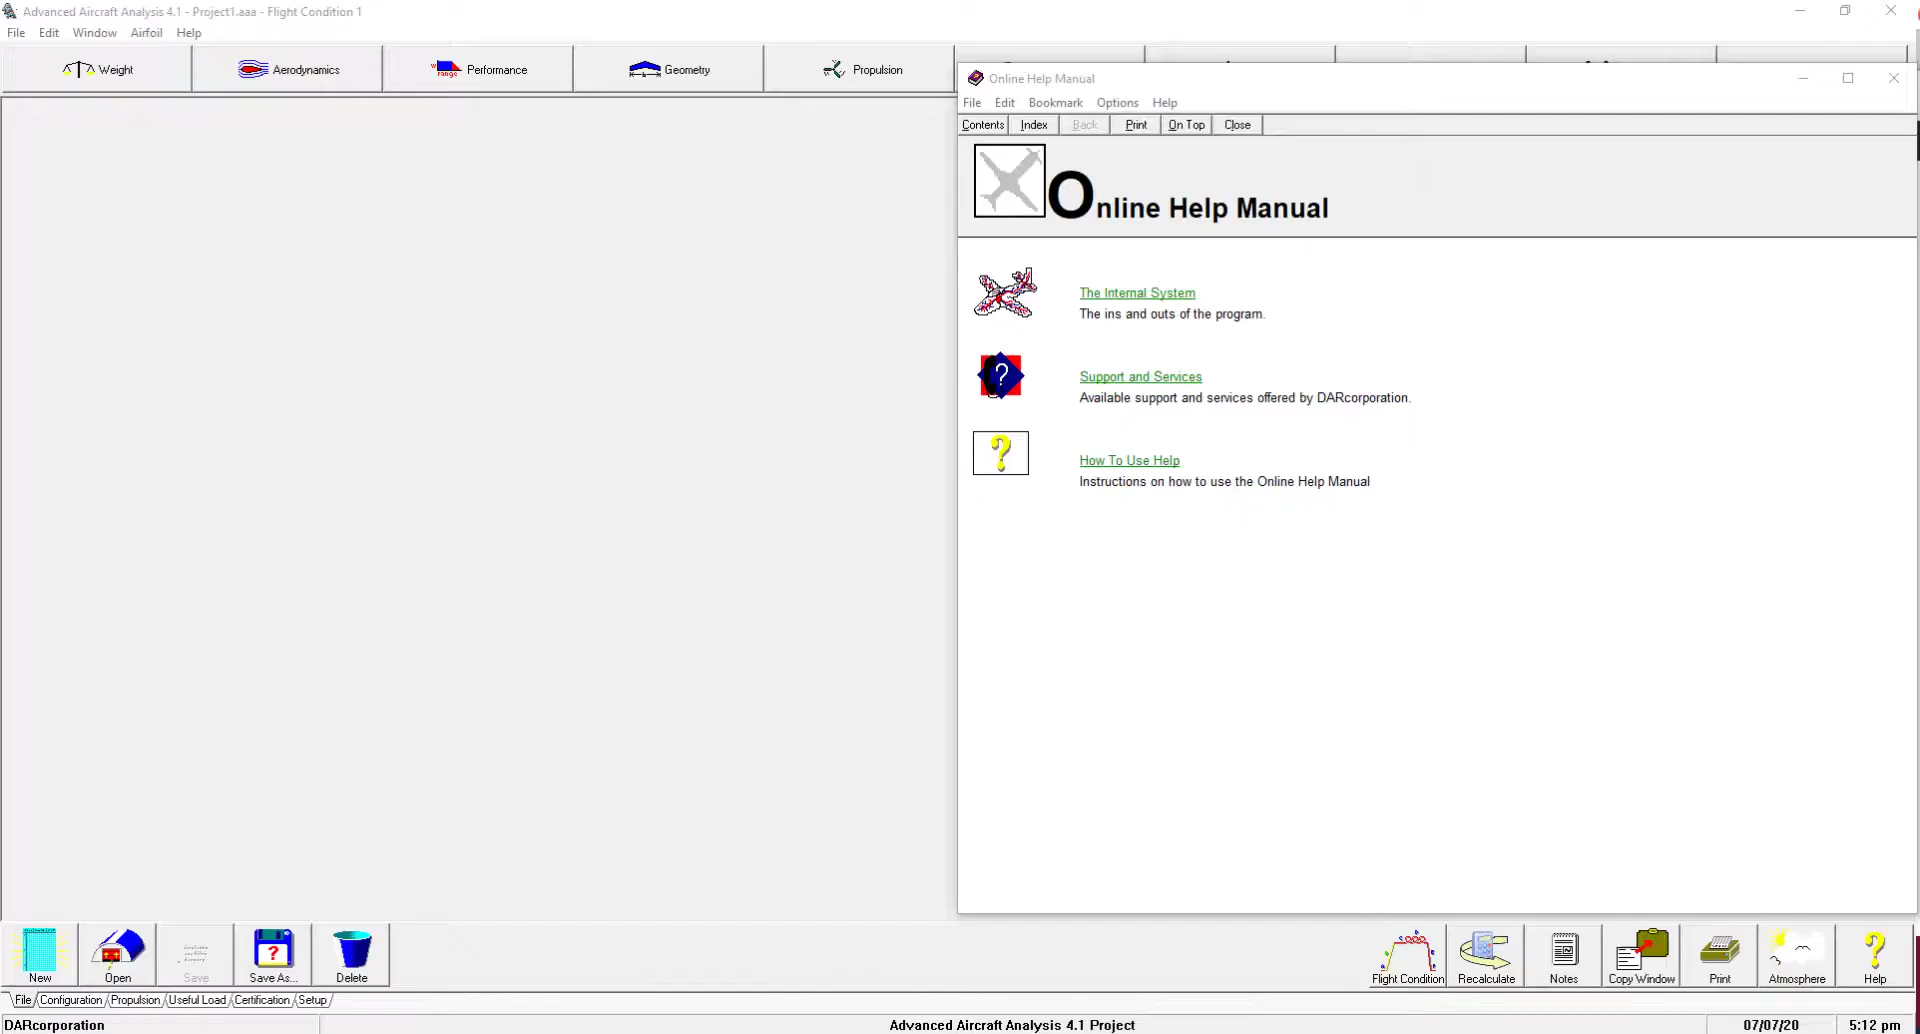 Advanced Aircraft Analysis 4.1 - Project1.aaa - Flight Condition 1
File Edit Window Airfoil Help
Weight Aerodynamics Performance Geometry Propulsion
Online Help Manual
File Edit Bookmark Options Help
Contents Index Back Print On Top Close
Online Help Manual
The Internal System
The ins and outs of the program.
Support and Services
Available support and services offered by DARcorporation.
How To Use Help
Instructions on how to use the Online Help Manual
New Open Save Save As... Delete Flight Condition Recalculate Notes Copy Window Print Atmosphere Help
File Configuration Propulsion Useful Load Certification Setup
DARcorporation Advanced Aircraft Analysis 4.1 Project 07/07/20 5:12 pm